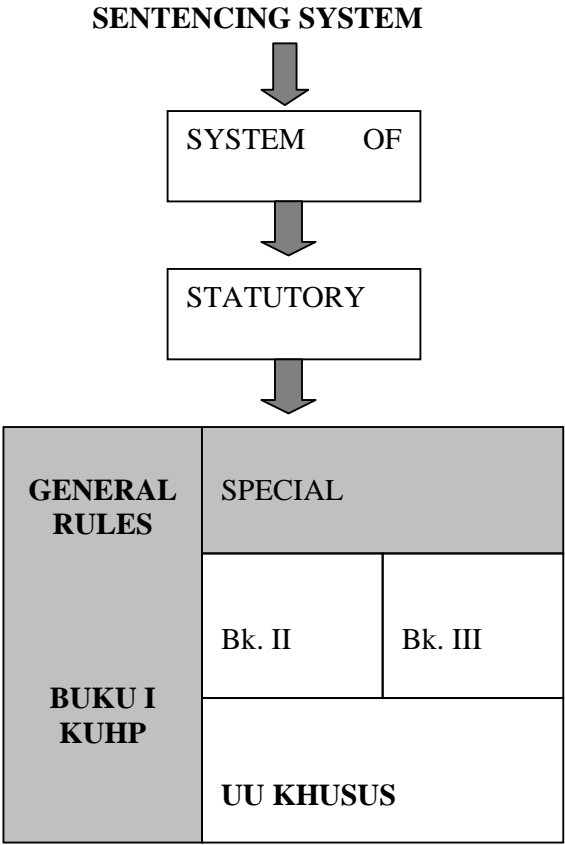 SENTENCING SYSTEM
SYSTEM OF
STATUTORY
GENERAL
RULES
BUKU I
KUHP
SPECIAL
Bk. II
Bk. III
UU KHUSUS